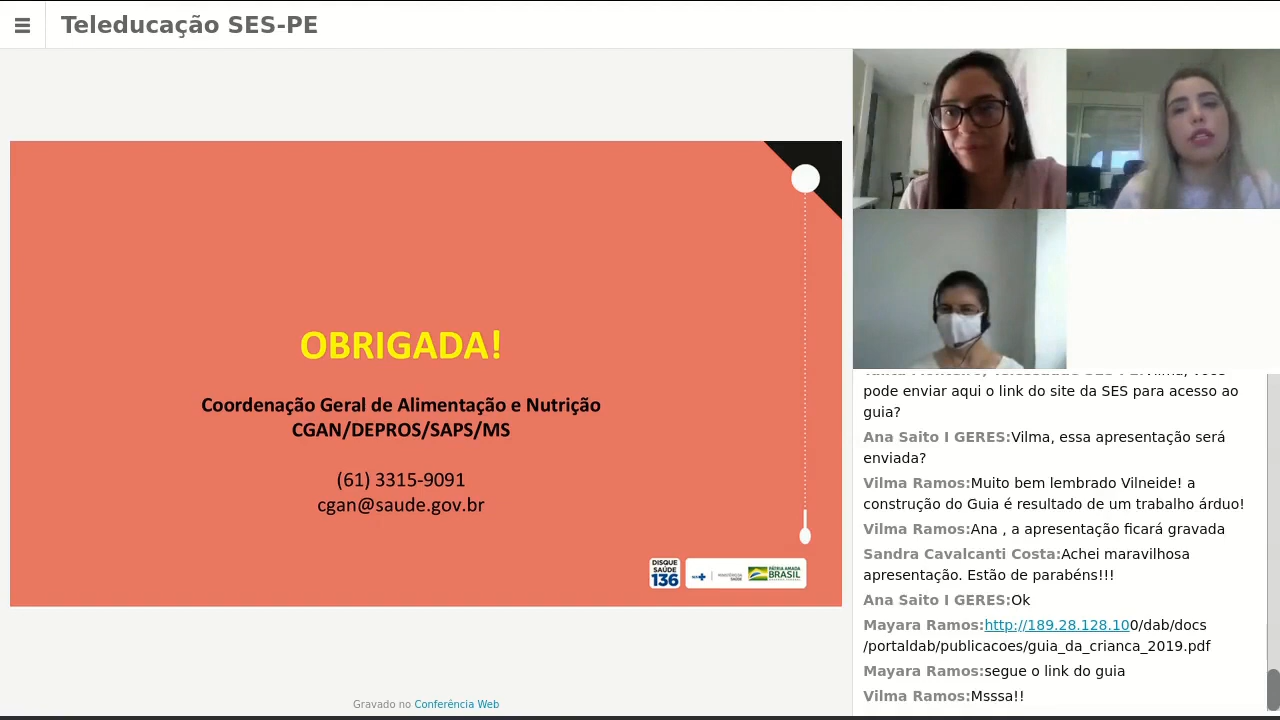 Teleducação SES-PE
OBRIGADA!
Coordenação Geral de Alimentação e Nutrição
CGAN/DEPROS/SAPS/MS
(61) 3315-9091
cgan@saude.gov.br
DISQUE
SAÚDE
136
PÁTRIA AMADA
BRASIL
Gravado no Conferência Web
pode enviar aqui o link do site da SES para acesso ao
guia?
Ana Saito I GERES:Vilma, essa apresentação será
enviada?
Vilma Ramos:Muito bem lembrado Vilneide! a
construção do Guia é resultado de um trabalho árduo!
Vilma Ramos:Ana , a apresentação ficará gravada
Sandra Cavalcanti Costa:Achei maravilhosa
apresentação. Estão de parabéns!!!
Ana Saito I GERES:Ok
Mayara Ramos:http://189.28.128.100/dab/docs
/portaldab/publicacoes/guia_da_crianca_2019.pdf
Mayara Ramos:segue o link do guia
Vilma Ramos:Msssa!!